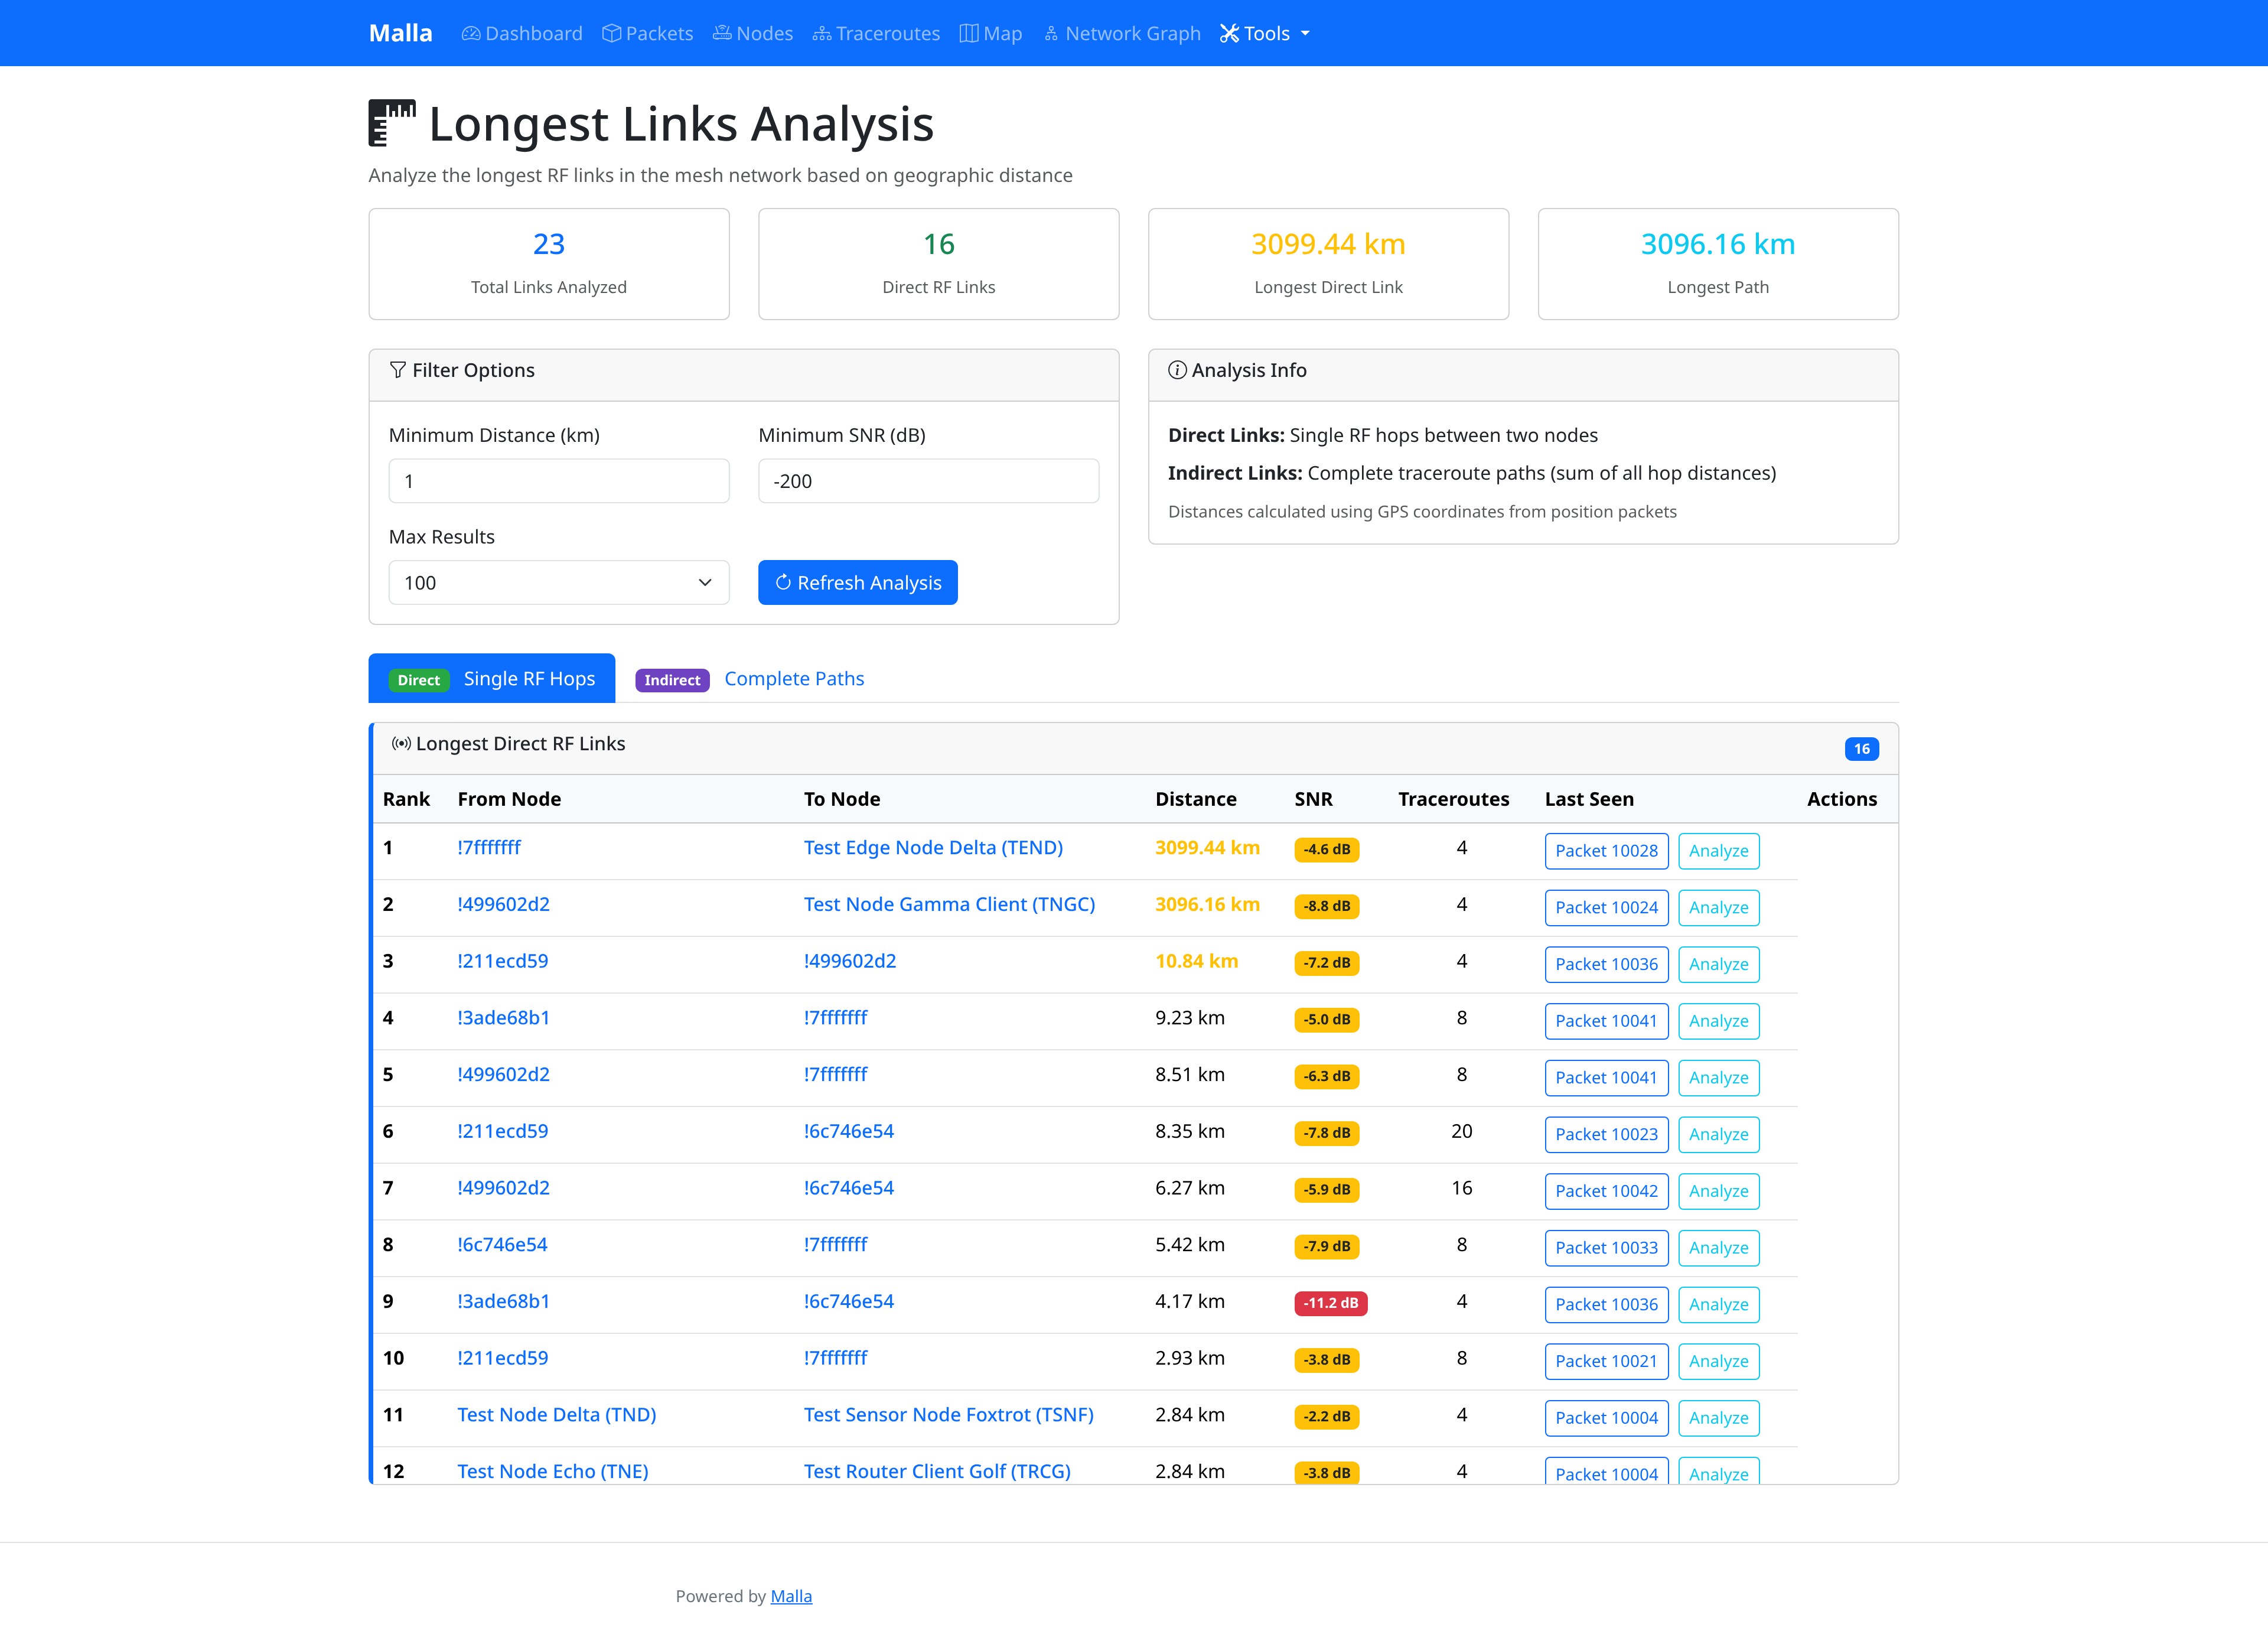 Malla Dashboard Packets Nodes Traceroutes Map Network Graph Tools
Longest Links Analysis
Analyze the longest RF links in the mesh network based on geographic distance
23
Total Links Analyzed
16
Direct RF Links
3099.44 km
Longest Direct Link
3096.16 km
Longest Path
Filter Options
Minimum Distance (km) Minimum SNR (dB)
1 -200
Max Results
100 Refresh Analysis
Analysis Info
Direct Links: Single RF hops between two nodes
Indirect Links: Complete traceroute paths (sum of all hop distances)
Distances calculated using GPS coordinates from position packets
Direct Single RF Hops Indirect Complete Paths
Longest Direct RF Links 16
Rank From Node To Node Distance SNR Traceroutes Last Seen Actions
1 !7fffffff Test Edge Node Delta (TEND) 3099.44 km -4.6 dB 4 Packet 10028 Analyze
2 !499602d2 Test Node Gamma Client (TNGC) 3096.16 km -8.8 dB 4 Packet 10024 Analyze
3 !211ecd59 !499602d2 10.84 km -7.2 dB 4 Packet 10036 Analyze
4 !3ade68b1 !7fffffff 9.23 km -5.0 dB 8 Packet 10041 Analyze
5 !499602d2 !7fffffff 8.51 km -6.3 dB 8 Packet 10041 Analyze
6 !211ecd59 !6c746e54 8.35 km -7.8 dB 20 Packet 10023 Analyze
7 !499602d2 !6c746e54 6.27 km -5.9 dB 16 Packet 10042 Analyze
8 !6c746e54 !7fffffff 5.42 km -7.9 dB 8 Packet 10033 Analyze
9 !3ade68b1 !6c746e54 4.17 km -11.2 dB 4 Packet 10036 Analyze
10 !211ecd59 !7fffffff 2.93 km -3.8 dB 8 Packet 10021 Analyze
11 Test Node Delta (TND) Test Sensor Node Foxtrot (TSNF) 2.84 km -2.2 dB 4 Packet 10004 Analyze
12 Test Node Echo (TNE) Test Router Client Golf (TRCG) 2.84 km -3.8 dB 4 Packet 10004 Analyze
Powered by Malla